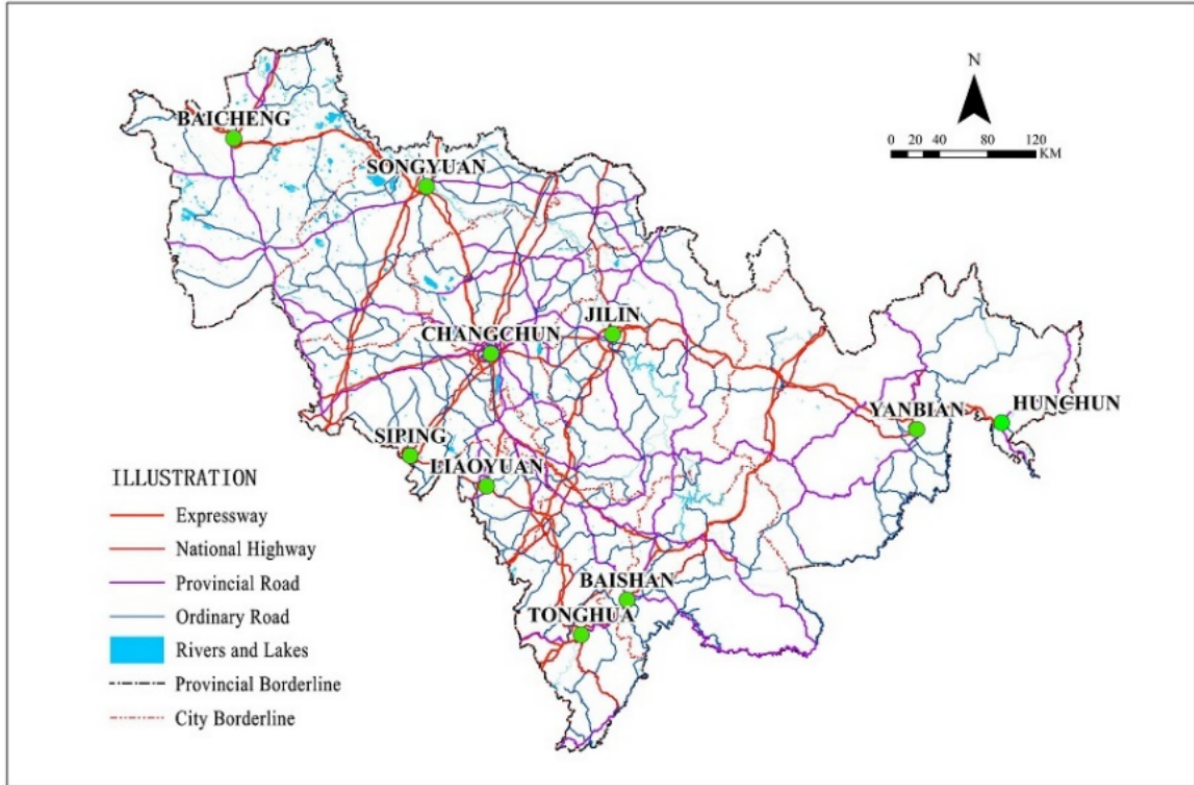 N
0 20 40 80 120
KM
BAICHENG
SONGYUAN
JILIN
CHANGCHUN
YANBIAN
HUNCHUN
SIPING
LIAOYUAN
BAISHAN
TONGHUA
ILLUSTRATION
Expressway
National Highway
Provincial Road
Ordinary Road
Rivers and Lakes
Provincial Borderline
City Borderline